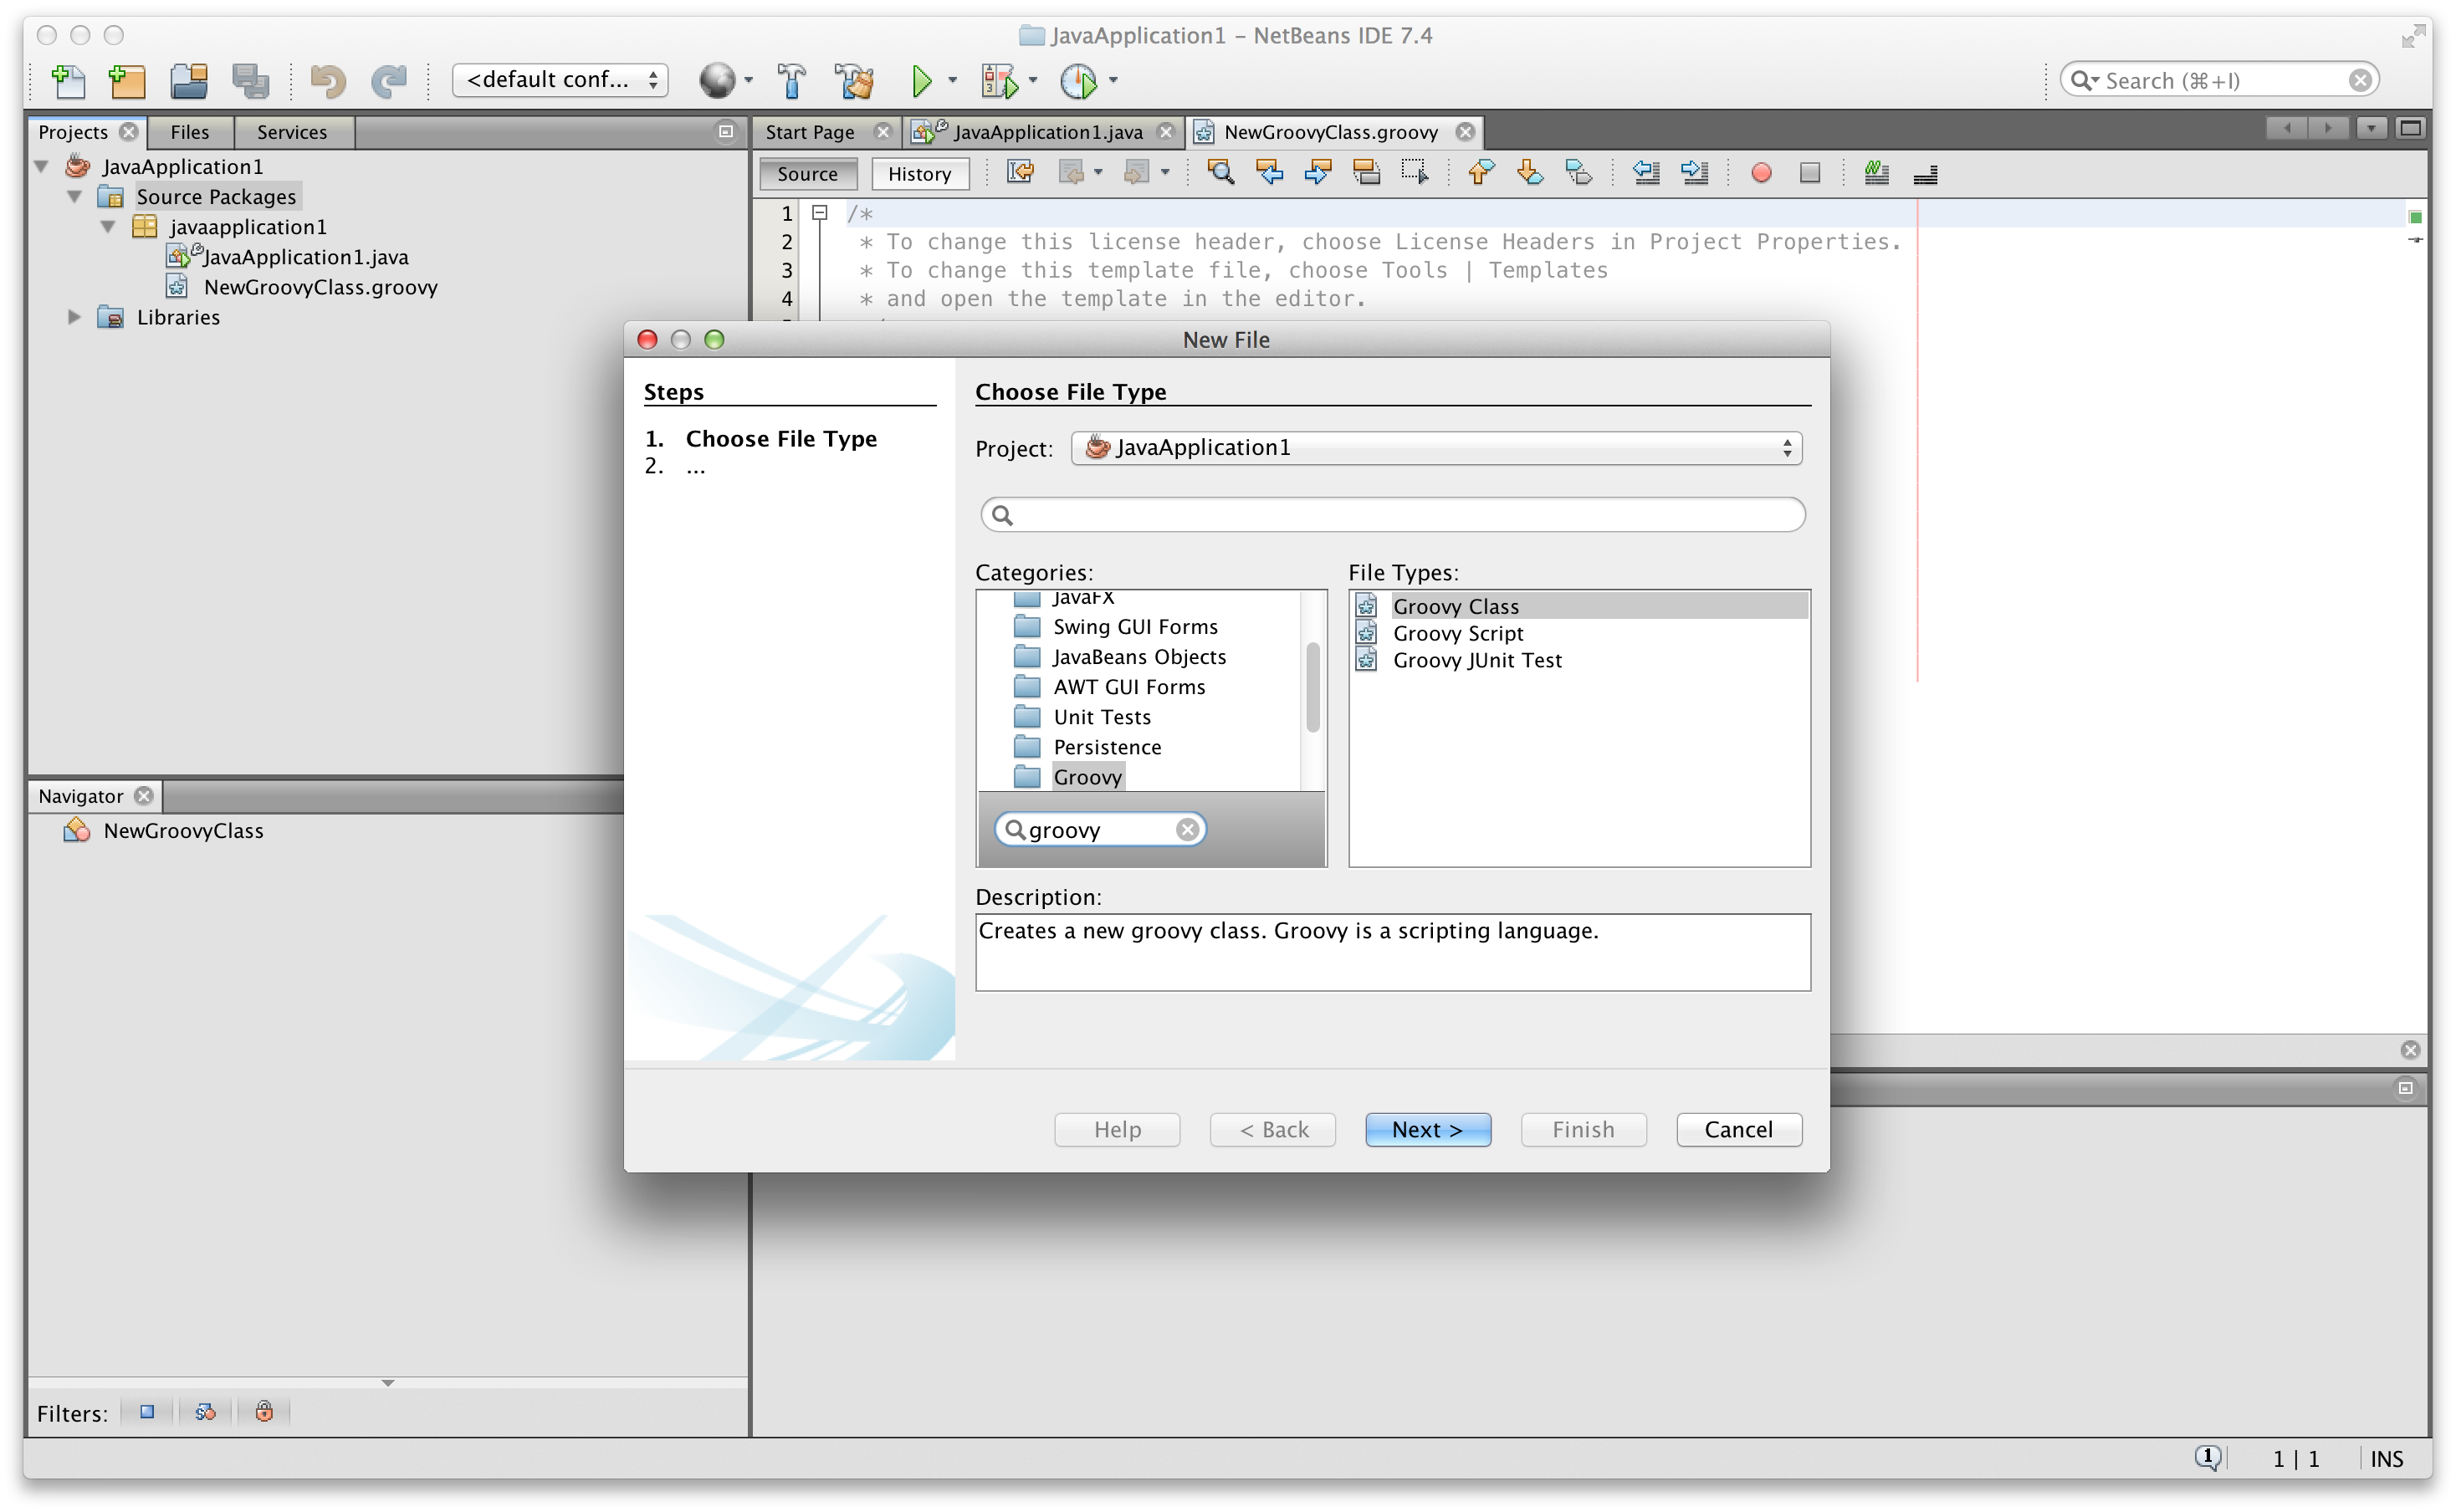 JavaApplication1 – NetBeans IDE 7.4
<default conf...
Search (⌘+I)
Projects
Files
Services
JavaApplication1
Source Packages
javaapplication1
JavaApplication1.java
NewGroovyClass.groovy
Libraries
Start Page
JavaApplication1.java
NewGroovyClass.groovy
Source
History
1 /*
2 * To change this license header, choose License Headers in Project Properties.
3 * To change this template file, choose Tools | Templates
4 * and open the template in the editor.
New File
Steps
1. Choose File Type
2. ...
Choose File Type
Project: JavaApplication1
Categories:
JavaFX
Swing GUI Forms
JavaBeans Objects
AWT GUI Forms
Unit Tests
Persistence
Groovy
groovy
File Types:
Groovy Class
Groovy Script
Groovy JUnit Test
Description:
Creates a new groovy class. Groovy is a scripting language.
Help
< Back
Next >
Finish
Cancel
Navigator
NewGroovyClass
Filters:
1
1 | 1
INS